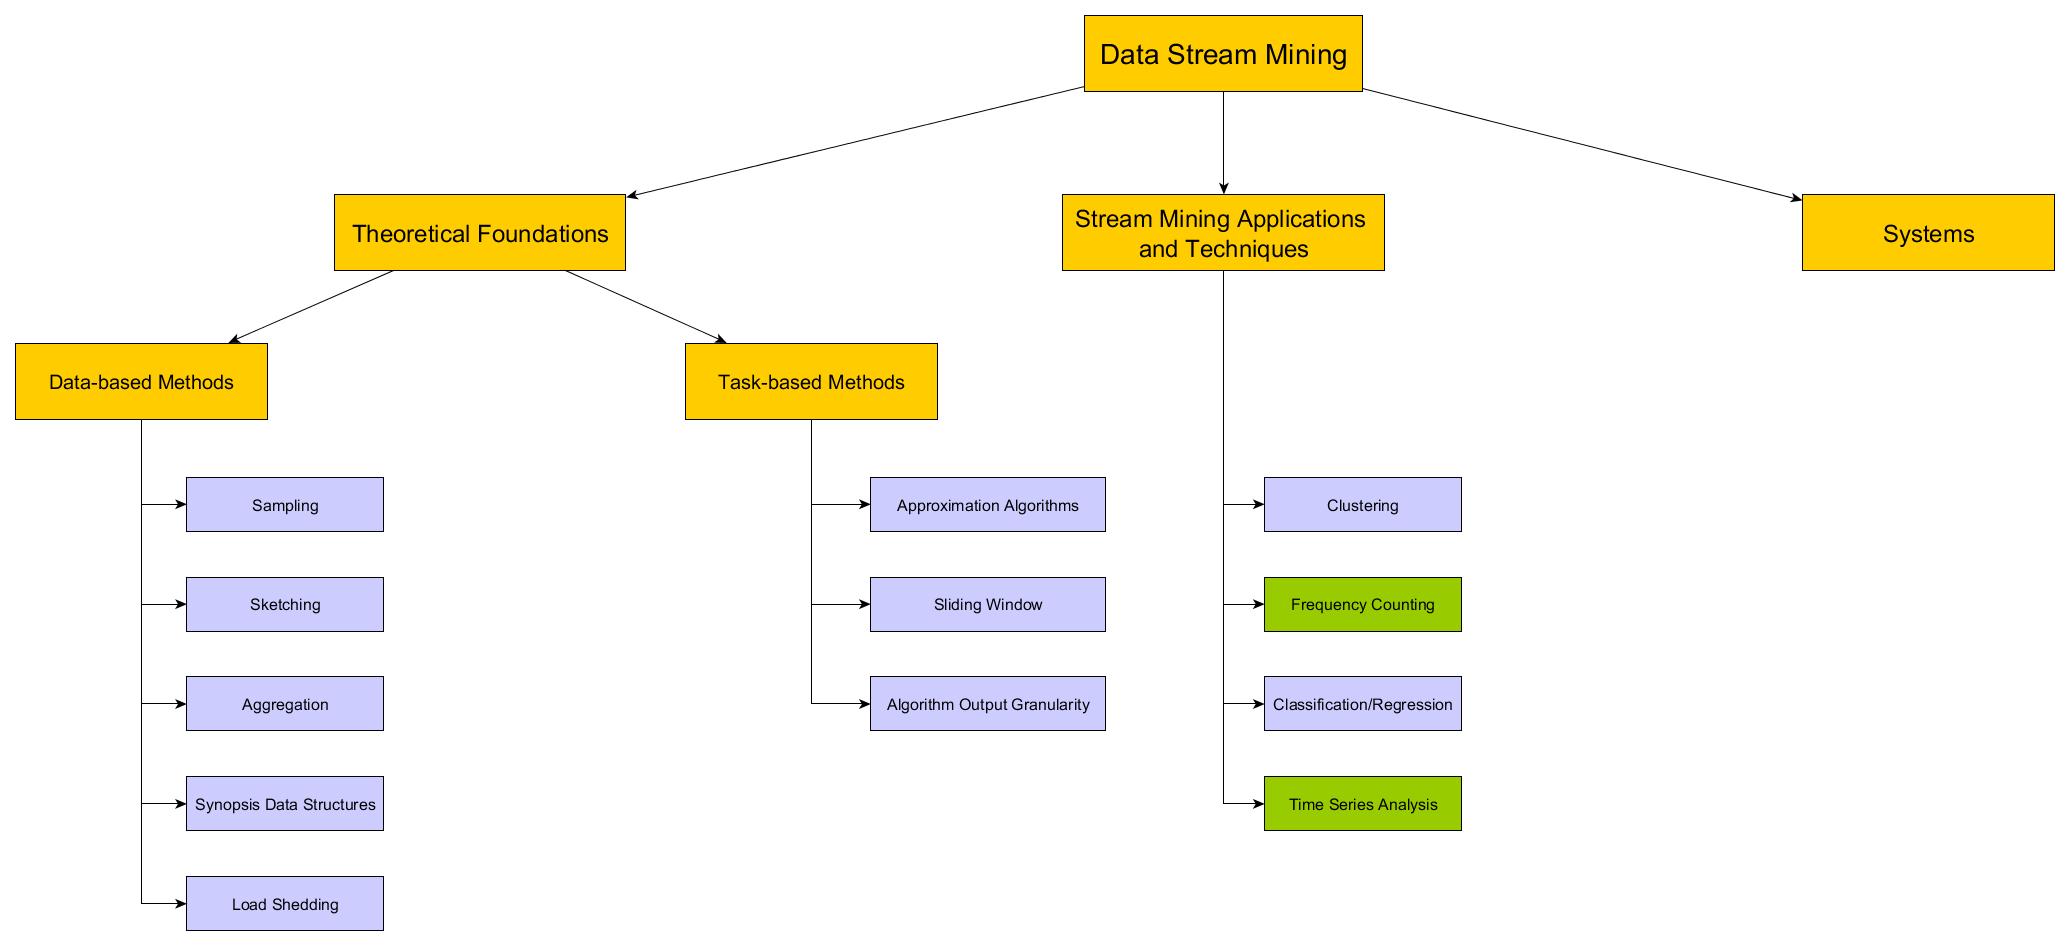 Data Stream Mining
Theoretical Foundations
Stream Mining Applications
and Techniques
Systems
Data-based Methods
Task-based Methods
Sampling
Sketching
Aggregation
Synopsis Data Structures
Load Shedding
Approximation Algorithms
Sliding Window
Algorithm Output Granularity
Clustering
Frequency Counting
Classification/Regression
Time Series Analysis